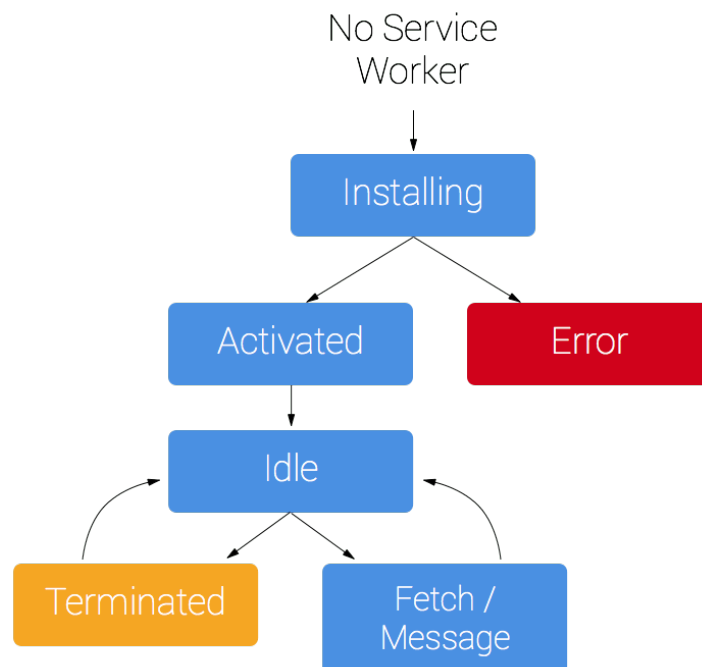 No Service
Worker
Installing
Activated
Error
Idle
Terminated
Fetch /
Message